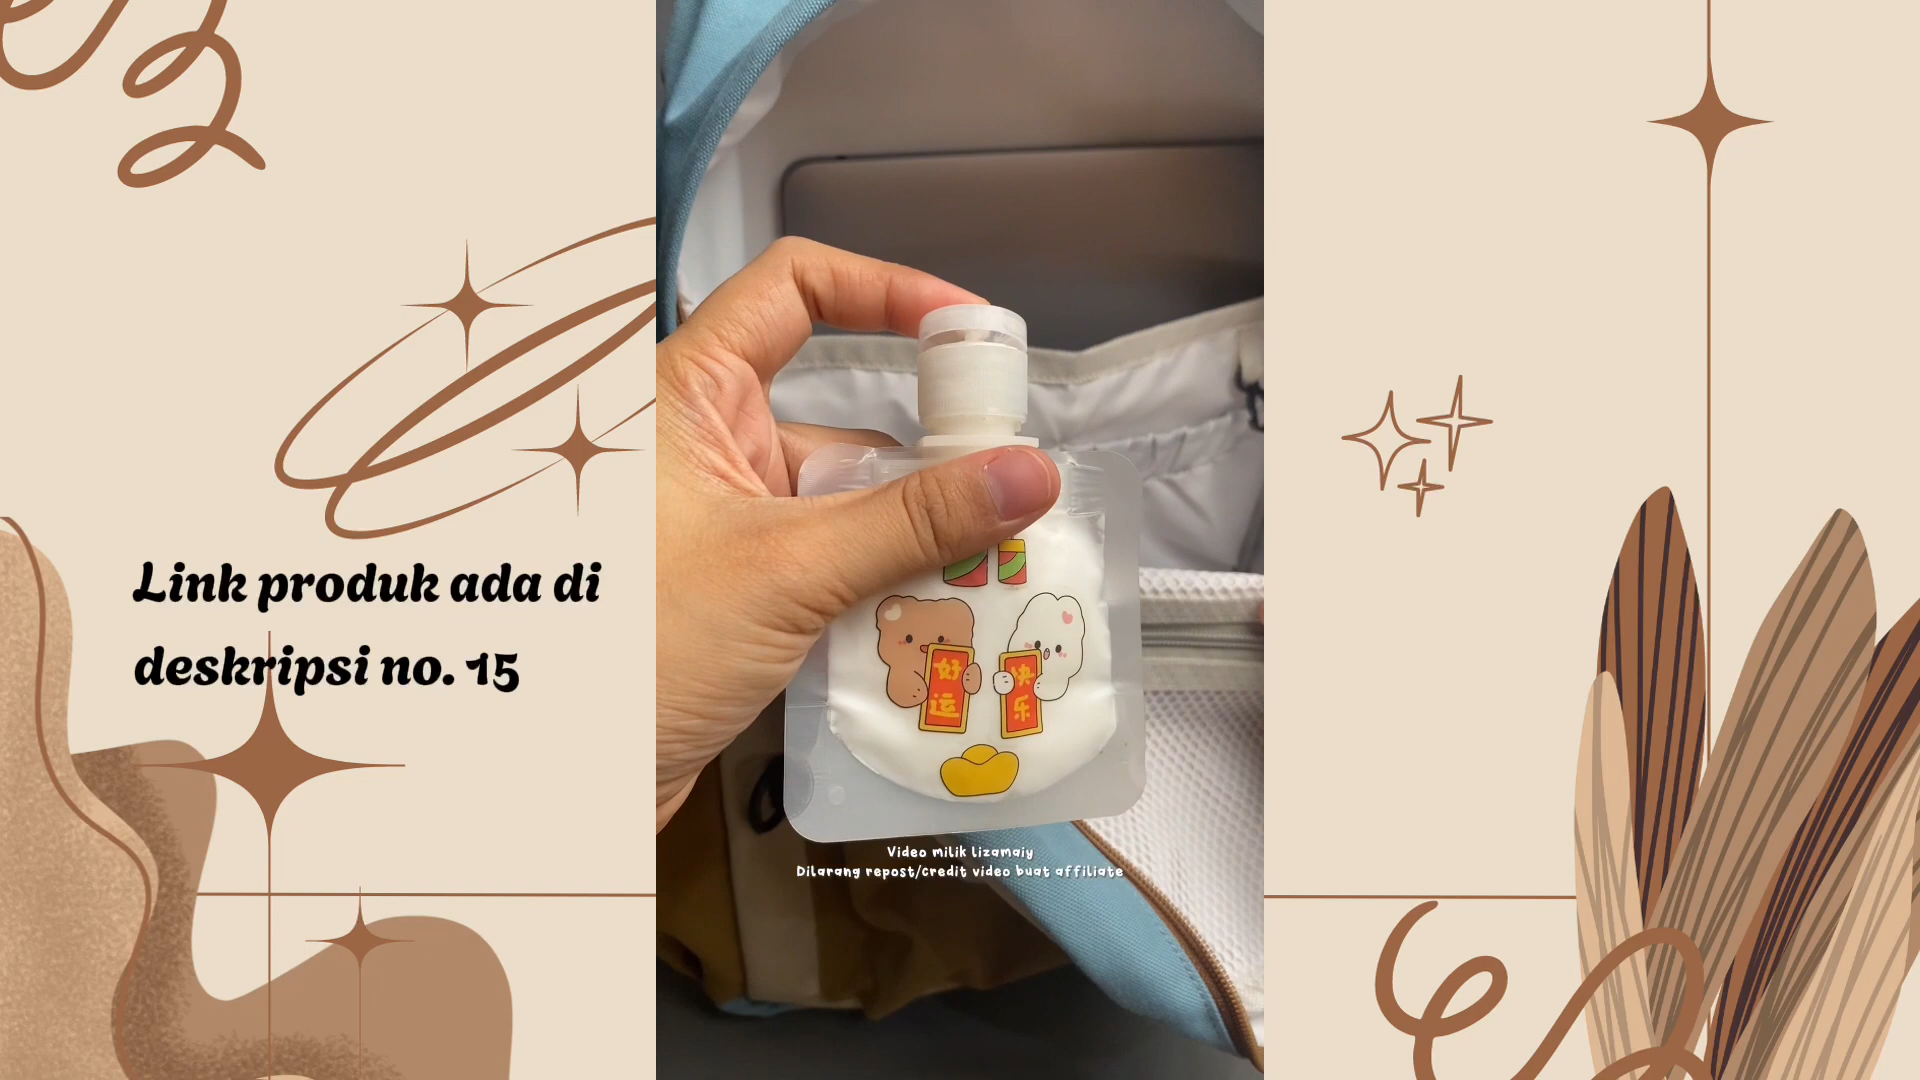 Link produk ada di
deskripsi no. 15
好运
快乐
Video milik lizamaiy
Dilarang repost/credit video buat affiliate